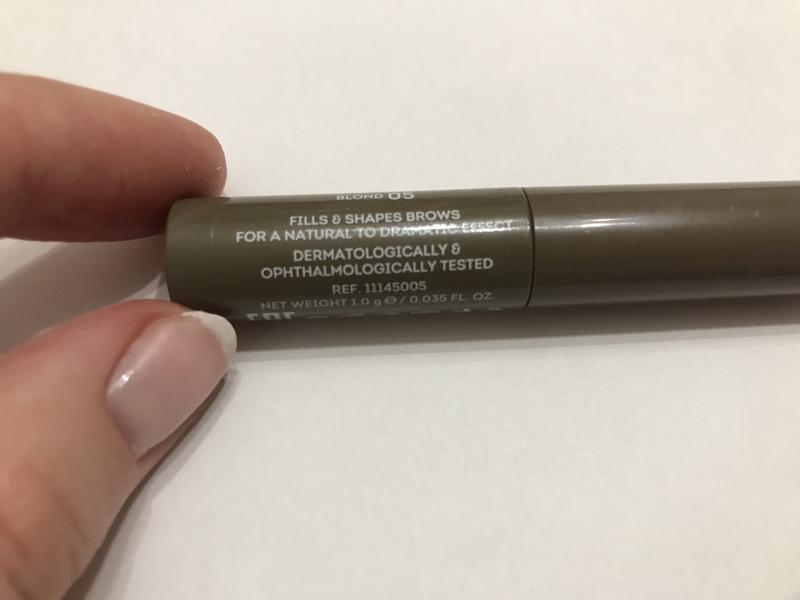 BLOND 05
FILLS & SHAPES BROWS
FOR A NATURAL TO DRAMATIC EFFECT
DERMATOLOGICALLY &
OPHTHALMOLOGICALLY TESTED
REF. 11145005
NET WEIGHT 1.0 g ℮ / 0.035 FL. OZ.